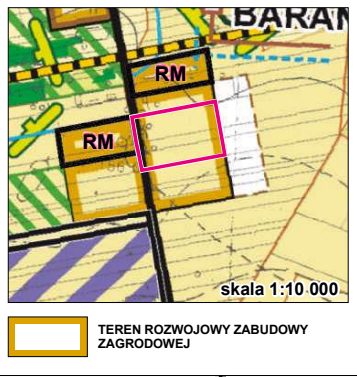 BARAN
RM
RM
skala 1:10 000
TEREN ROZWOJOWY ZABUDOWY
ZAGRODOWEJ